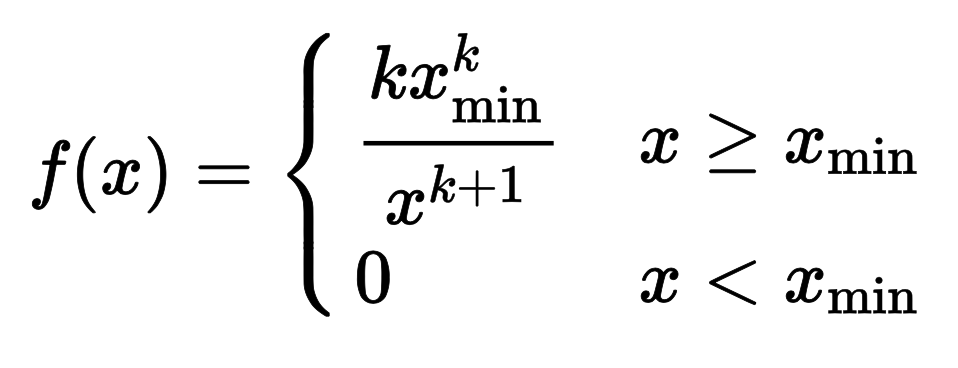 f(x) = { kx_min^k / x^{k+1}   x ≥ x_min
0   x < x_min